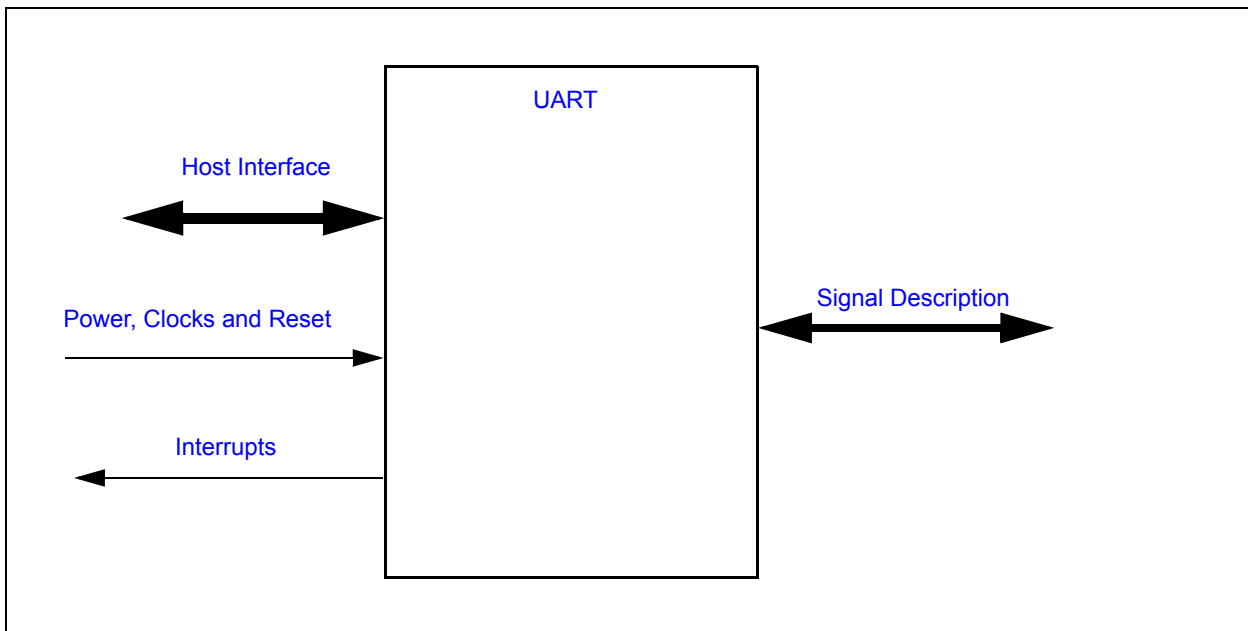 UART
Host Interface
Signal Description
Power, Clocks and Reset
Interrupts